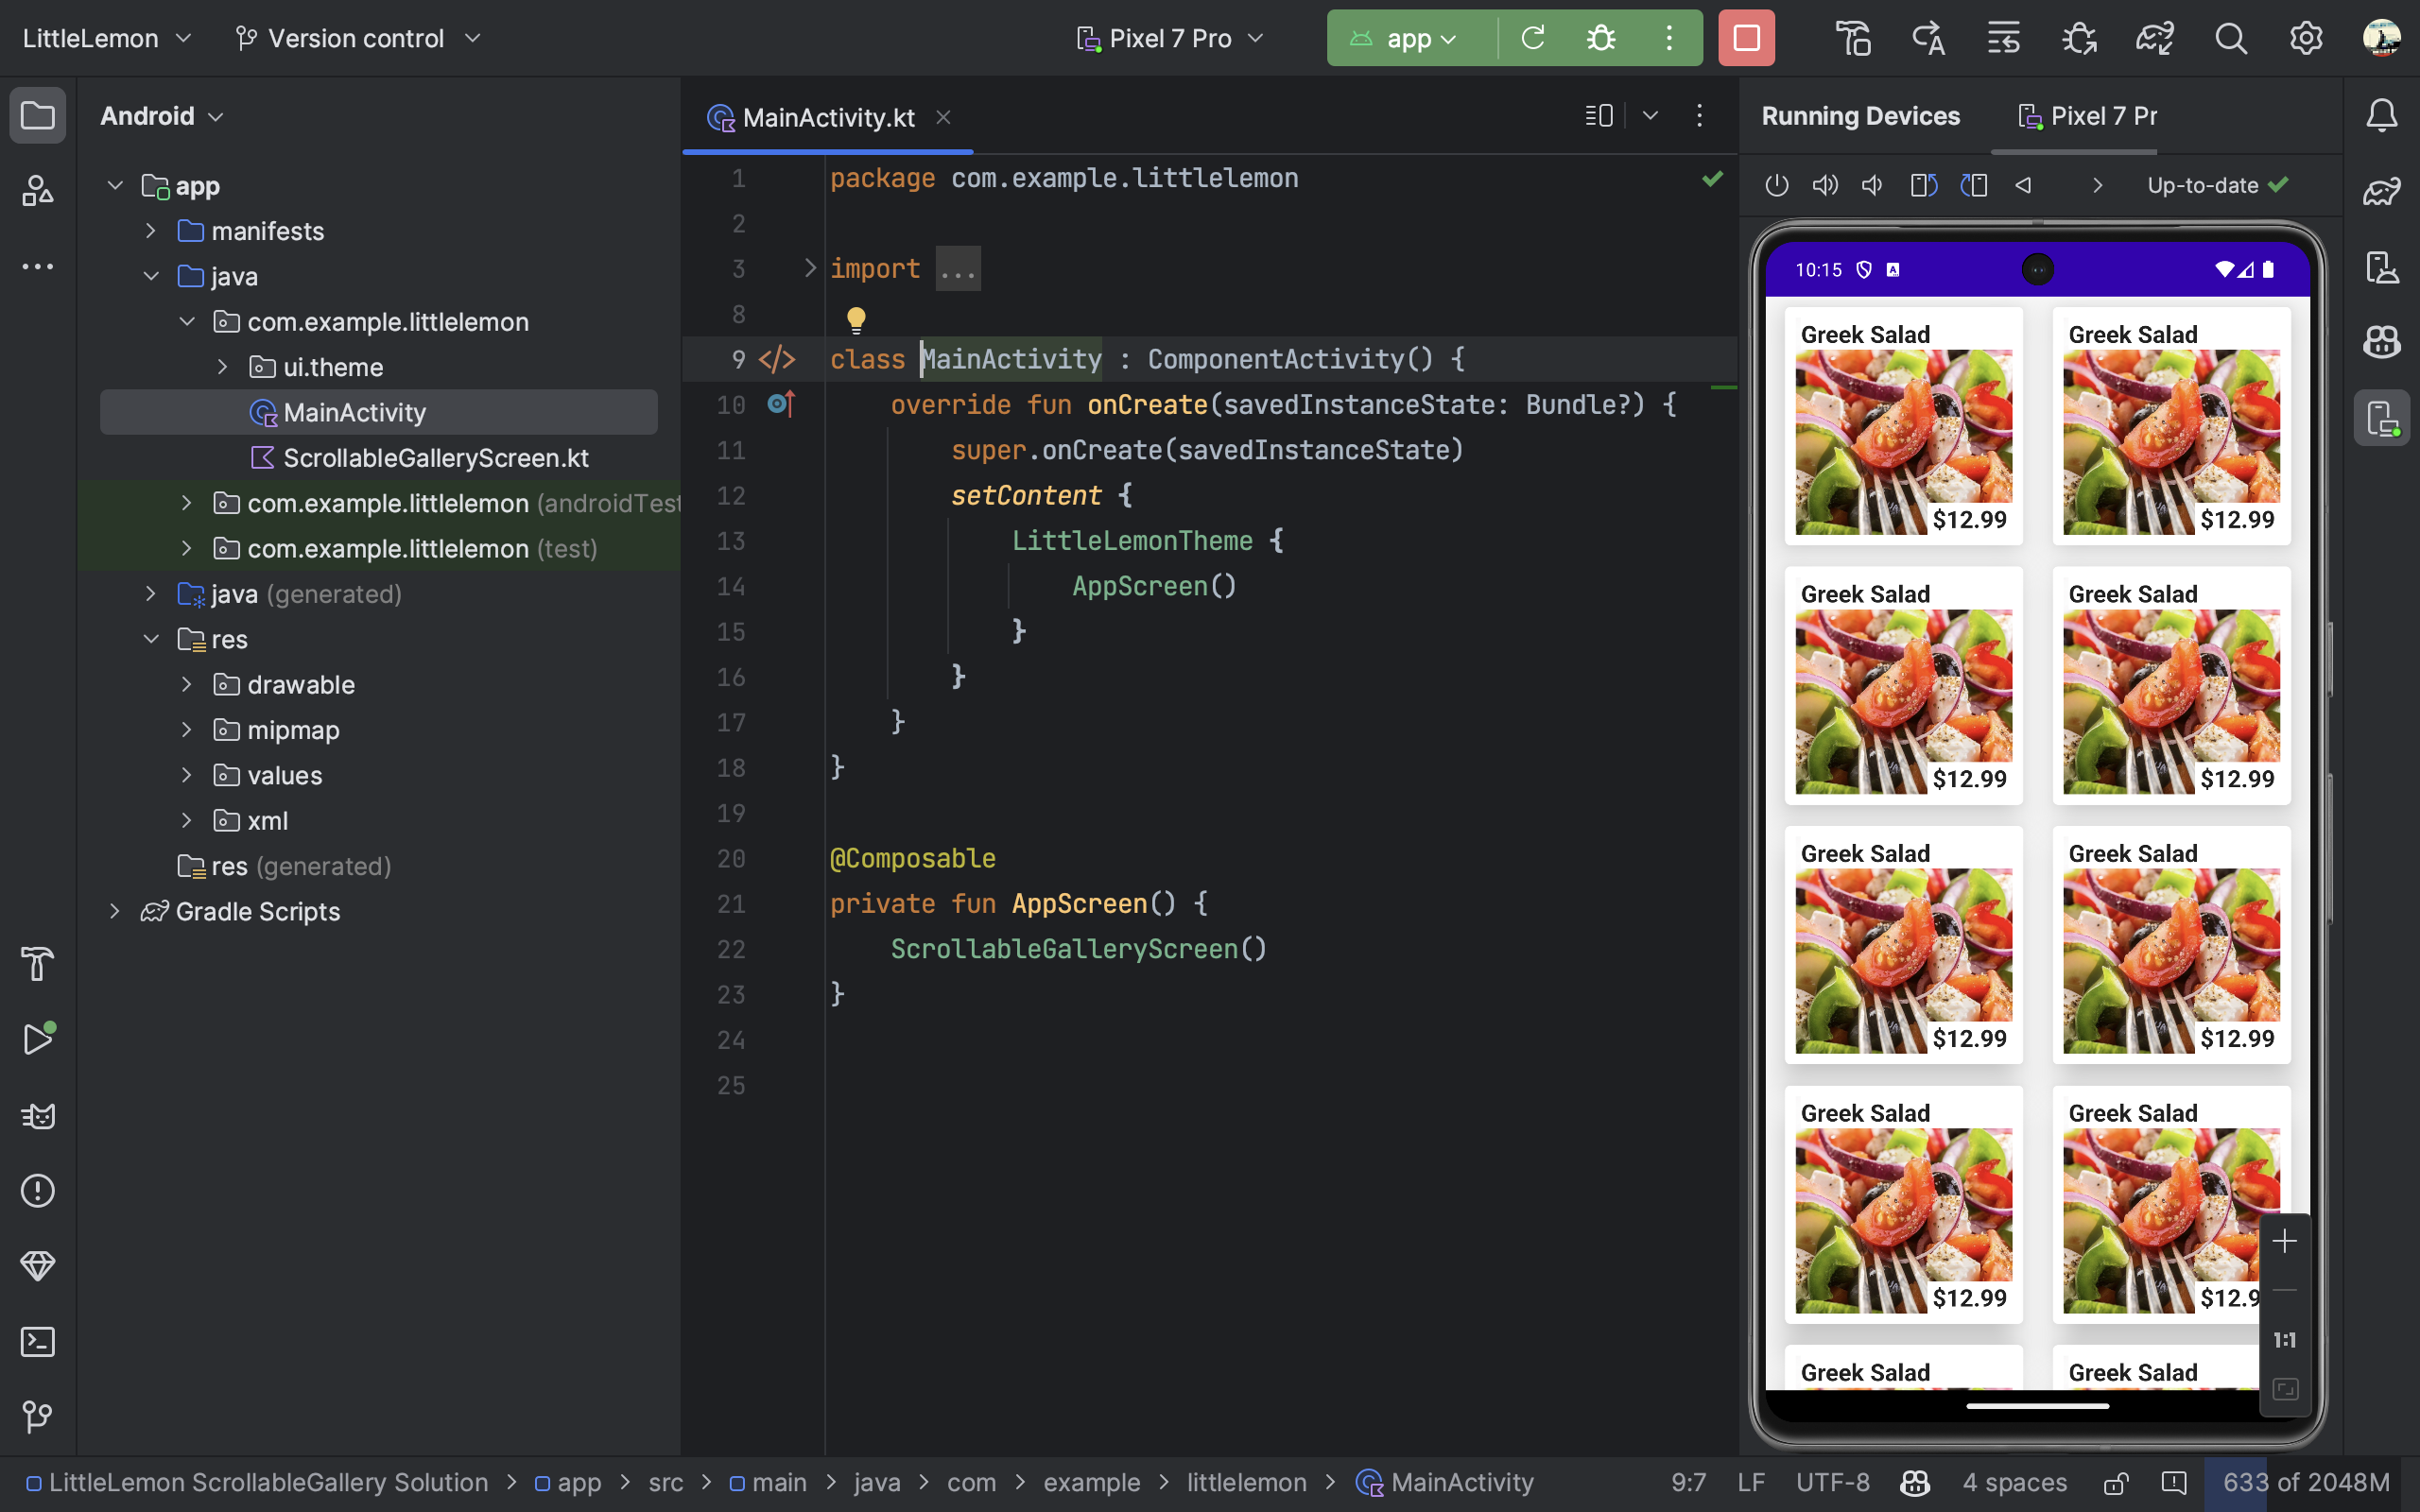 LittleLemon
Version control
Pixel 7 Pro
app
Android
app
manifests
java
com.example.littlelemon
ui.theme
MainActivity
ScrollableGalleryScreen.kt
com.example.littlelemon (androidTest
com.example.littlelemon (test)
java (generated)
res
drawable
mipmap
values
xml
res (generated)
Gradle Scripts
MainActivity.kt
1 package com.example.littlelemon
2
3 import ...
8
9 class MainActivity : ComponentActivity() {
10 override fun onCreate(savedInstanceState: Bundle?) {
11 super.onCreate(savedInstanceState)
12 setContent {
13 LittleLemonTheme {
14 AppScreen()
15 }
16 }
17 }
18 }
19
20 @Composable
21 private fun AppScreen() {
22 ScrollableGalleryScreen()
23 }
24
25
Running Devices
Pixel 7 Pr
Up-to-date
10:15
A
Greek Salad Greek Salad
$12.99 $12.99
Greek Salad Greek Salad
$12.99 $12.99
Greek Salad Greek Salad
$12.99 $12.99
Greek Salad Greek Salad
$12.99 $12.9
Greek Salad Greek Salad
1:1
LittleLemon ScrollableGallery Solution > app > src > main > java > com > example > littlelemon > MainActivity
9:7 LF UTF-8 4 spaces 633 of 2048M